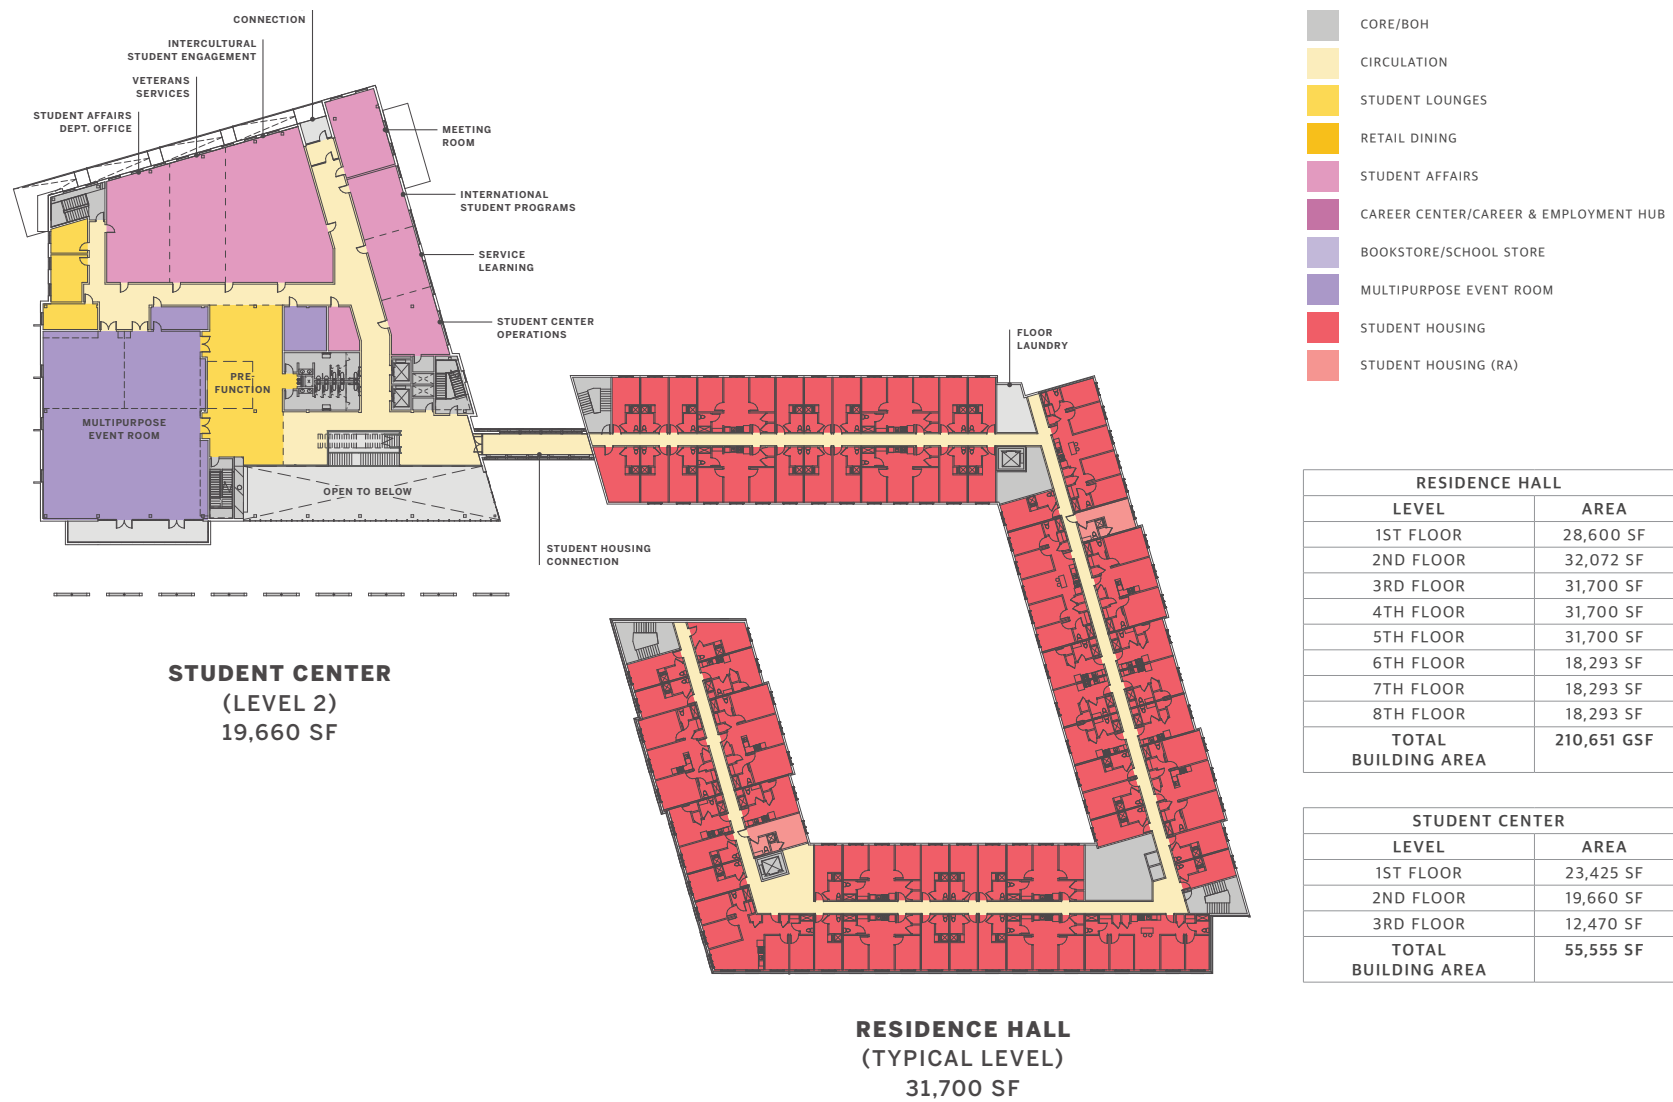 CONNECTION
INTERCULTURAL
STUDENT ENGAGEMENT
VETERANS
SERVICES
STUDENT AFFAIRS
DEPT. OFFICE
MEETING
ROOM
INTERNATIONAL
STUDENT PROGRAMS
SERVICE
LEARNING
STUDENT CENTER
OPERATIONS
PRE-
FUNCTION
MULTIPURPOSE
EVENT ROOM
OPEN TO BELOW
STUDENT HOUSING
CONNECTION
FLOOR
LAUNDRY
STUDENT CENTER
(LEVEL 2)
19,660 SF
RESIDENCE HALL
(TYPICAL LEVEL)
31,700 SF
CORE/BOH
CIRCULATION
STUDENT LOUNGES
RETAIL DINING
STUDENT AFFAIRS
CAREER CENTER/CAREER & EMPLOYMENT HUB
BOOKSTORE/SCHOOL STORE
MULTIPURPOSE EVENT ROOM
STUDENT HOUSING
STUDENT HOUSING (RA)
RESIDENCE HALL
LEVEL AREA
1ST FLOOR 28,600 SF
2ND FLOOR 32,072 SF
3RD FLOOR 31,700 SF
4TH FLOOR 31,700 SF
5TH FLOOR 31,700 SF
6TH FLOOR 18,293 SF
7TH FLOOR 18,293 SF
8TH FLOOR 18,293 SF
TOTAL 210,651 GSF
BUILDING AREA
STUDENT CENTER
LEVEL AREA
1ST FLOOR 23,425 SF
2ND FLOOR 19,660 SF
3RD FLOOR 12,470 SF
TOTAL 55,555 SF
BUILDING AREA